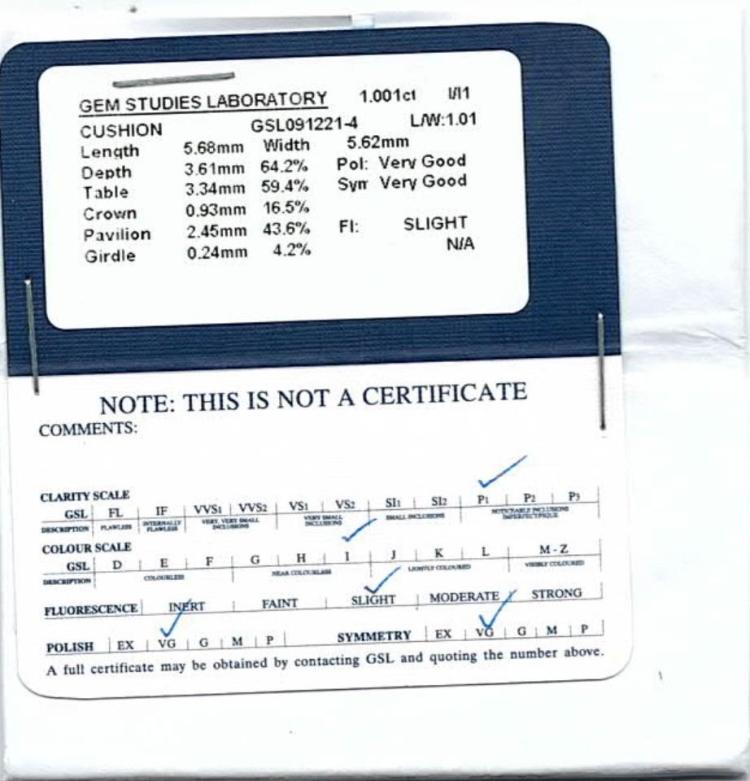 GEM STUDIES LABORATORY 1.001ct I/I1
CUSHION GSL091221-4 L/W:1.01
Length 5.68mm Width 5.62mm
Depth 3.61mm 64.2% Pol: Very Good
Table 3.34mm 59.4% Sym Very Good
Crown 0.93mm 16.5%
Pavilion 2.45mm 43.6% Fl: SLIGHT
Girdle 0.24mm 4.2% N/A
NOTE: THIS IS NOT A CERTIFICATE
COMMENTS:
CLARITY SCALE
GSL FL IF VVS1 VVS2 VS1 VS2 SI1 SI2 P1 P2 P3
DESCRIPTION FLAWLESS INTERNALLY FLAWLESS VERY, VERY SMALL INCLUSIONS VERY SMALL INCLUSIONS SMALL INCLUSIONS NOTICEABLE INCLUSIONS IMPERFECT/PIQUE
COLOUR SCALE
GSL D E F G H I J K L M - Z
DESCRIPTION COLOURLESS NEAR COLOURLESS LIGHTLY COLOURED VISIBLY COLOURED
FLUORESCENCE INERT FAINT SLIGHT MODERATE STRONG
POLISH EX VG G M P SYMMETRY EX VG G M P
A full certificate may be obtained by contacting GSL and quoting the number above.